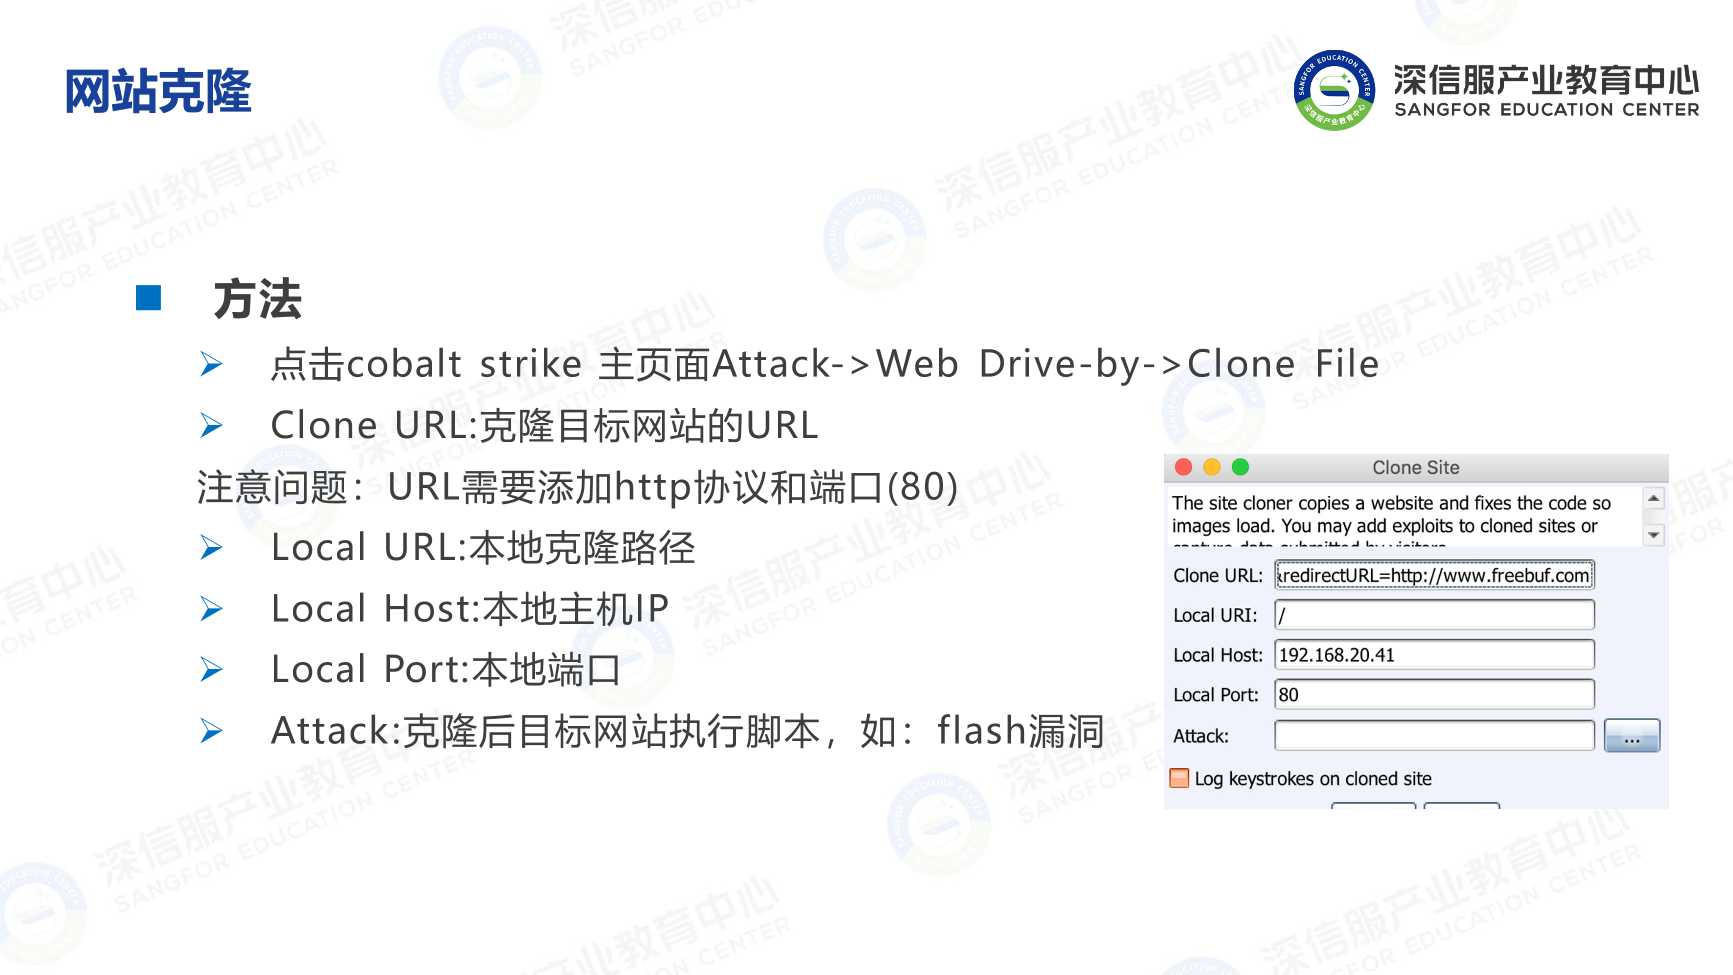 网站克隆
深信服产业教育中心
SANGFOR EDUCATION CENTER
方法
点击cobalt strike 主页面Attack->Web Drive-by->Clone File
Clone URL:克隆目标网站的URL
注意问题：URL需要添加http协议和端口(80)
Local URL:本地克隆路径
Local Host:本地主机IP
Local Port:本地端口
Attack:克隆后目标网站执行脚本，如：flash漏洞
Clone Site
The site cloner copies a website and fixes the code so
images load. You may add exploits to cloned sites or
capture data submitted by visitors
Clone URL: redirectURL=http://www.freebuf.com
Local URI: /
Local Host: 192.168.20.41
Local Port: 80
Attack: ...
Log keystrokes on cloned site